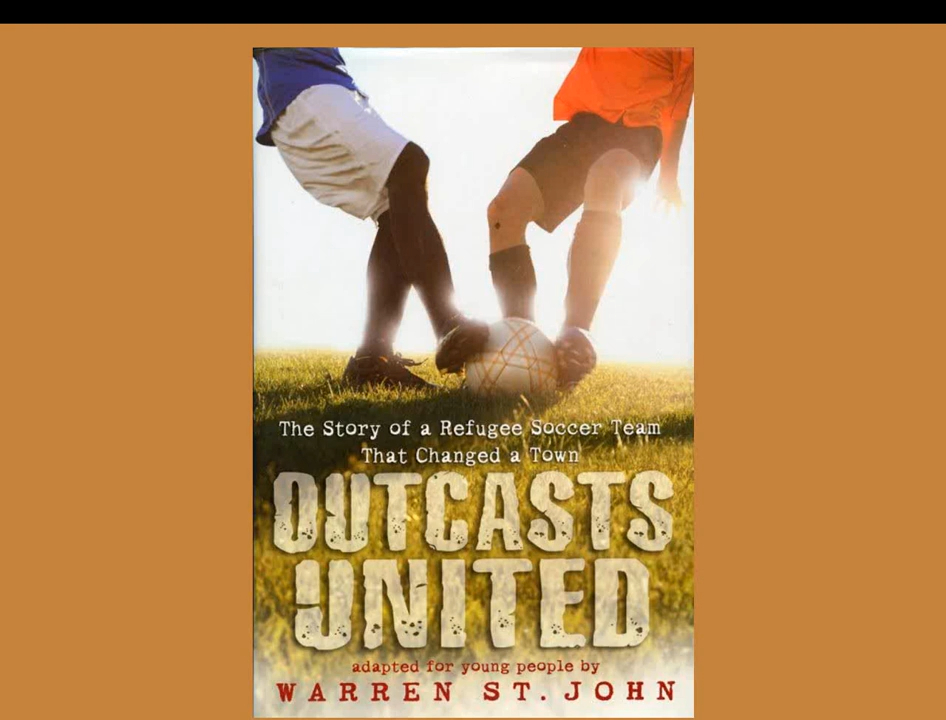 The Story of a Refugee Soccer Team
That Changed a Town
OUTCASTS
UNITED
adapted for young people by
WARREN ST. JOHN